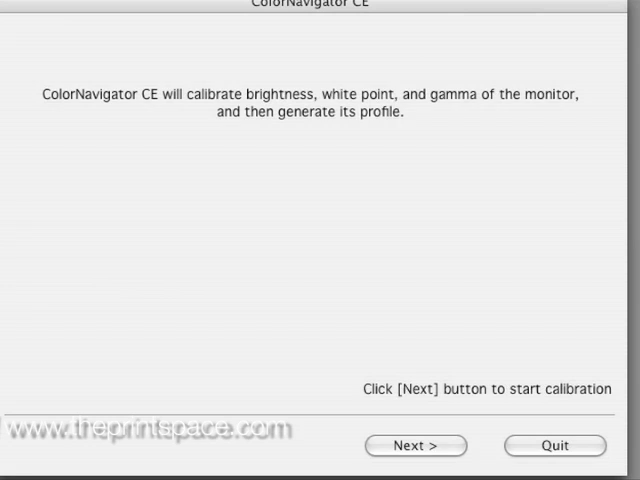 ColorNavigator CE
ColorNavigator CE will calibrate brightness, white point, and gamma of the monitor,
and then generate its profile.
Click [Next] button to start calibration
www.theprintspace.com
Next >
Quit